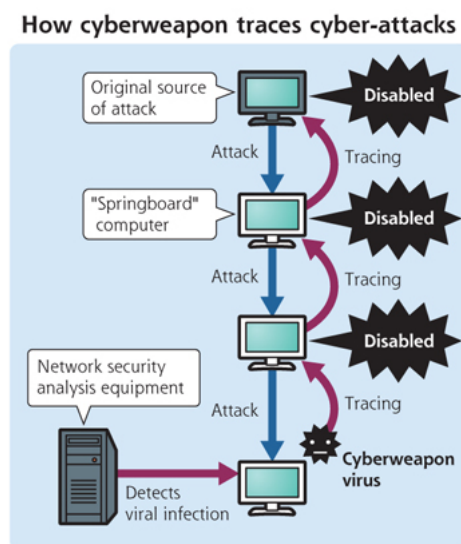 How cyberweapon traces cyber-attacks
Original source
of attack
Disabled
Attack
Tracing
"Springboard"
computer
Disabled
Attack
Tracing
Disabled
Network security
analysis equipment
Attack
Tracing
Cyberweapon
virus
Detects
viral infection